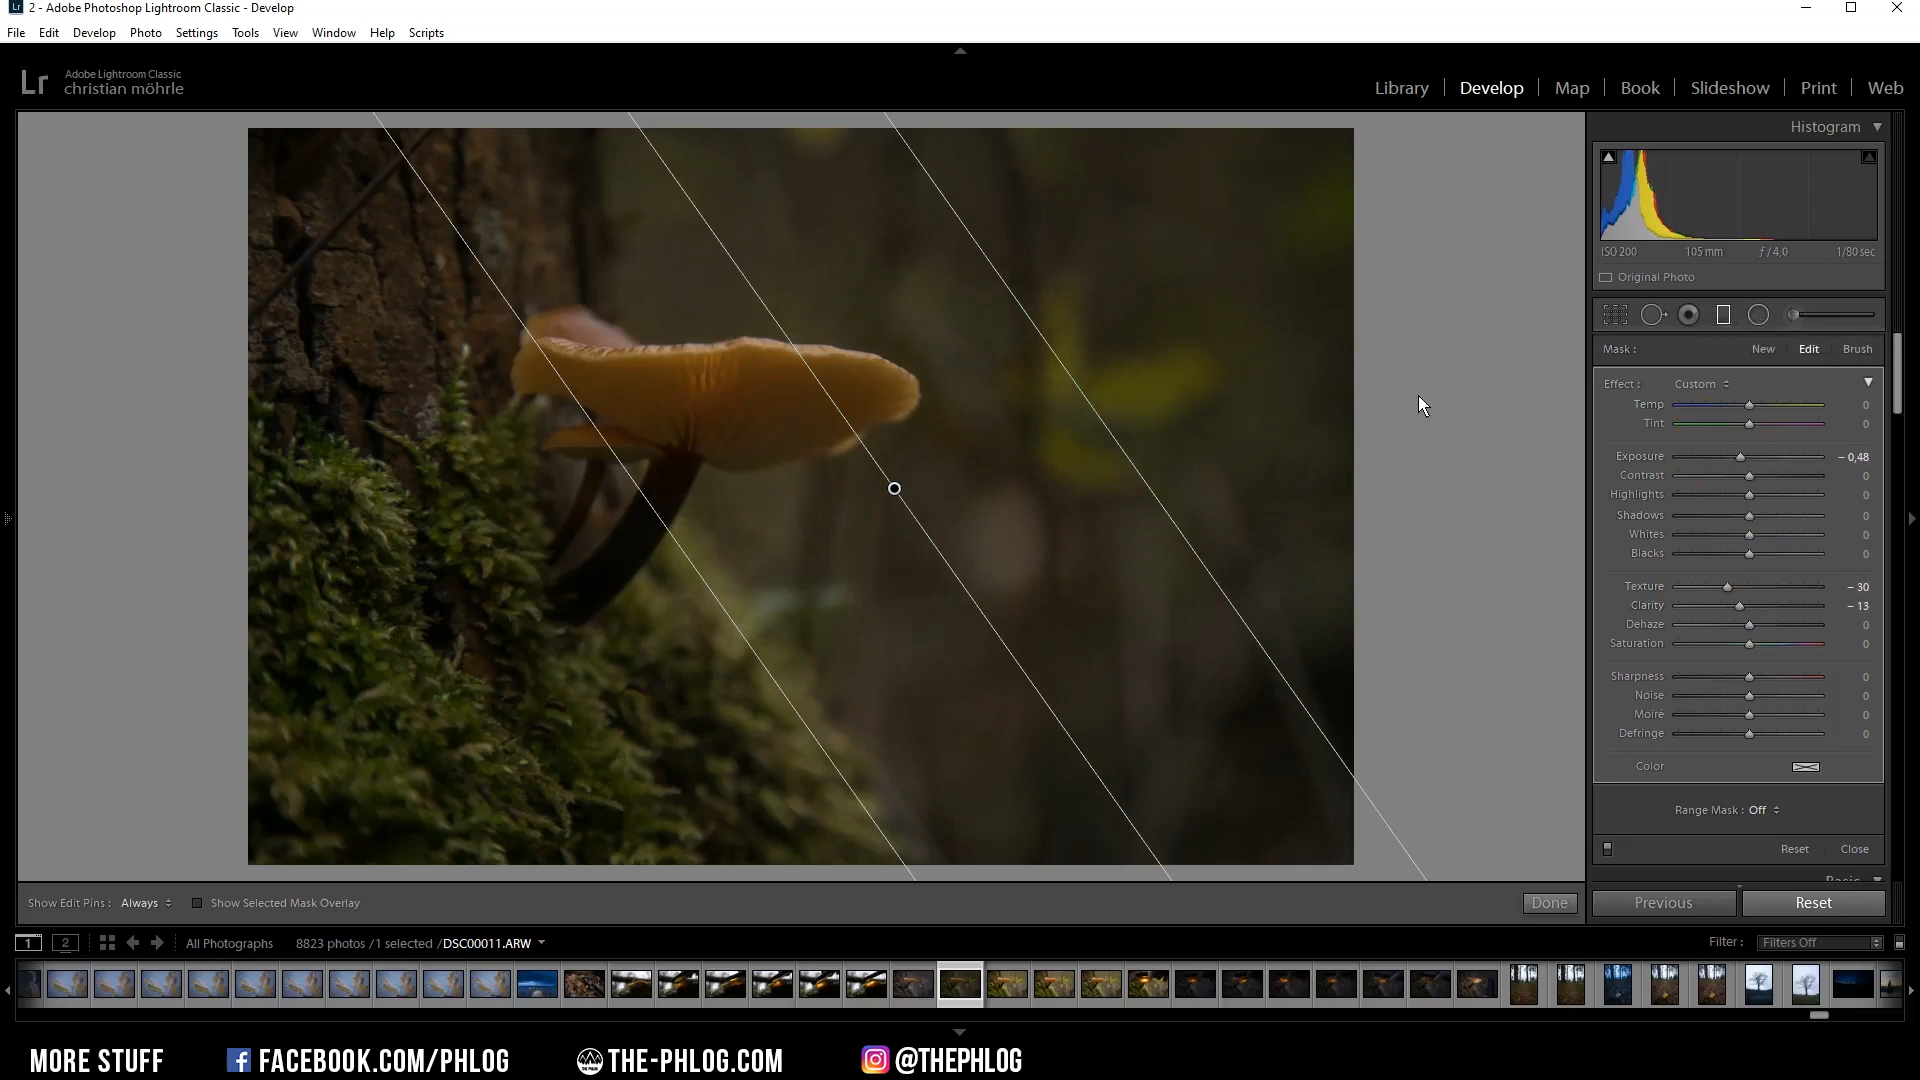 Lr 2 - Adobe Photoshop Lightroom Classic - Develop
File Edit Develop Photo Settings Tools View Window Help Scripts
Lr Adobe Lightroom Classic
christian möhrle
Library Develop Map Book Slideshow Print Web
Histogram
ISO 200 105 mm ƒ / 4,0 1/80 sec
Original Photo
Mask : New Edit Brush
Effect : Custom
Temp 0
Tint 0
Exposure - 0,48
Contrast 0
Highlights 0
Shadows 0
Whites 0
Blacks 0
Texture - 30
Clarity - 13
Dehaze 0
Saturation 0
Sharpness 0
Noise 0
Moiré 0
Defringe 0
Color
Range Mask : Off
Reset Close
Basic
Show Edit Pins : Always Show Selected Mask Overlay Done
Previous Reset
1 2 All Photographs 8823 photos / 1 selected / DSC00011.ARW Filter : Filters Off
MORE STUFF f FACEBOOK.COM/PHLOG THE-PHLOG.COM @THEPHLOG